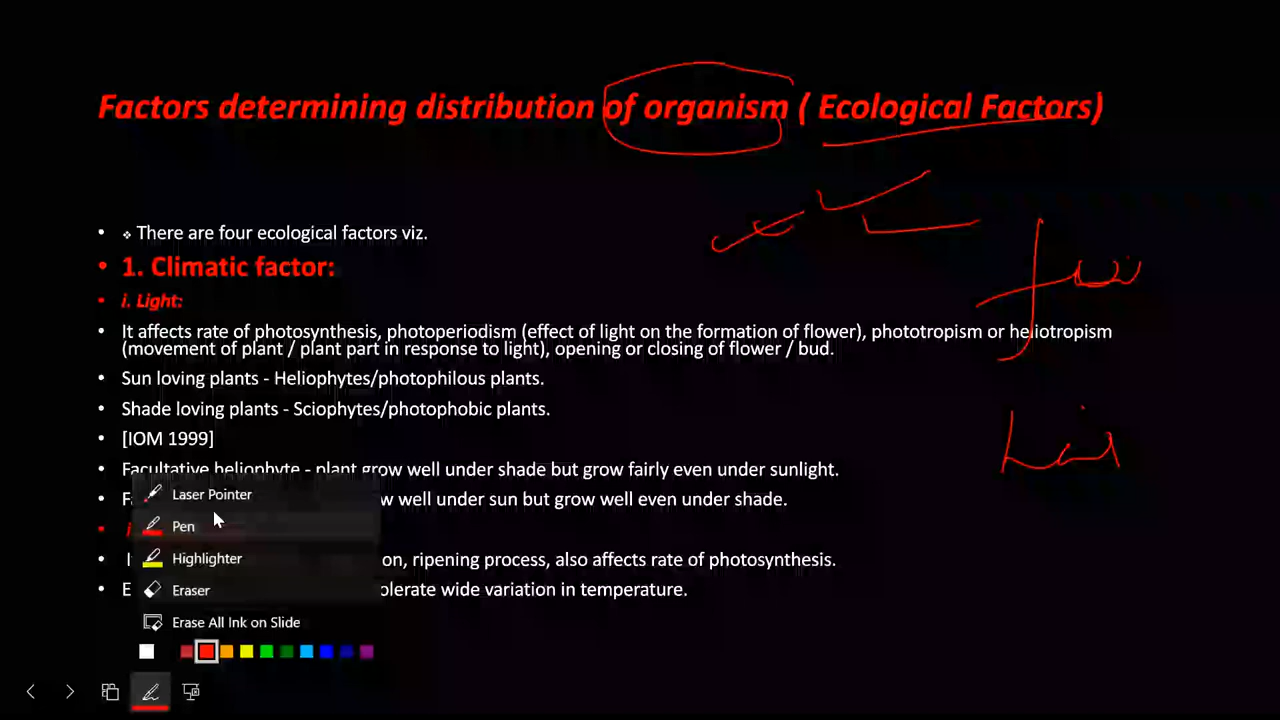 Factors determining distribution of organism ( Ecological Factors)
• ❖ There are four ecological factors viz.
• 1. Climatic factor:
• i. Light:
• It affects rate of photosynthesis, photoperiodism (effect of light on the formation of flower), phototropism or heliotropism
(movement of plant / plant part in response to light), opening or closing of flower / bud.
• Sun loving plants - Heliophytes/photophilous plants.
• Shade loving plants - Sciophytes/photophobic plants.
• [IOM 1999]
• Facultative heliophyte - plant grow well under shade but grow fairly even under sunlight.
Laser Pointer
• w well under sun but grow well even under shade.
Pen
• on, ripening process, also affects rate of photosynthesis.
Highlighter
• E olerate wide variation in temperature.
Eraser
Erase All Ink on Slide